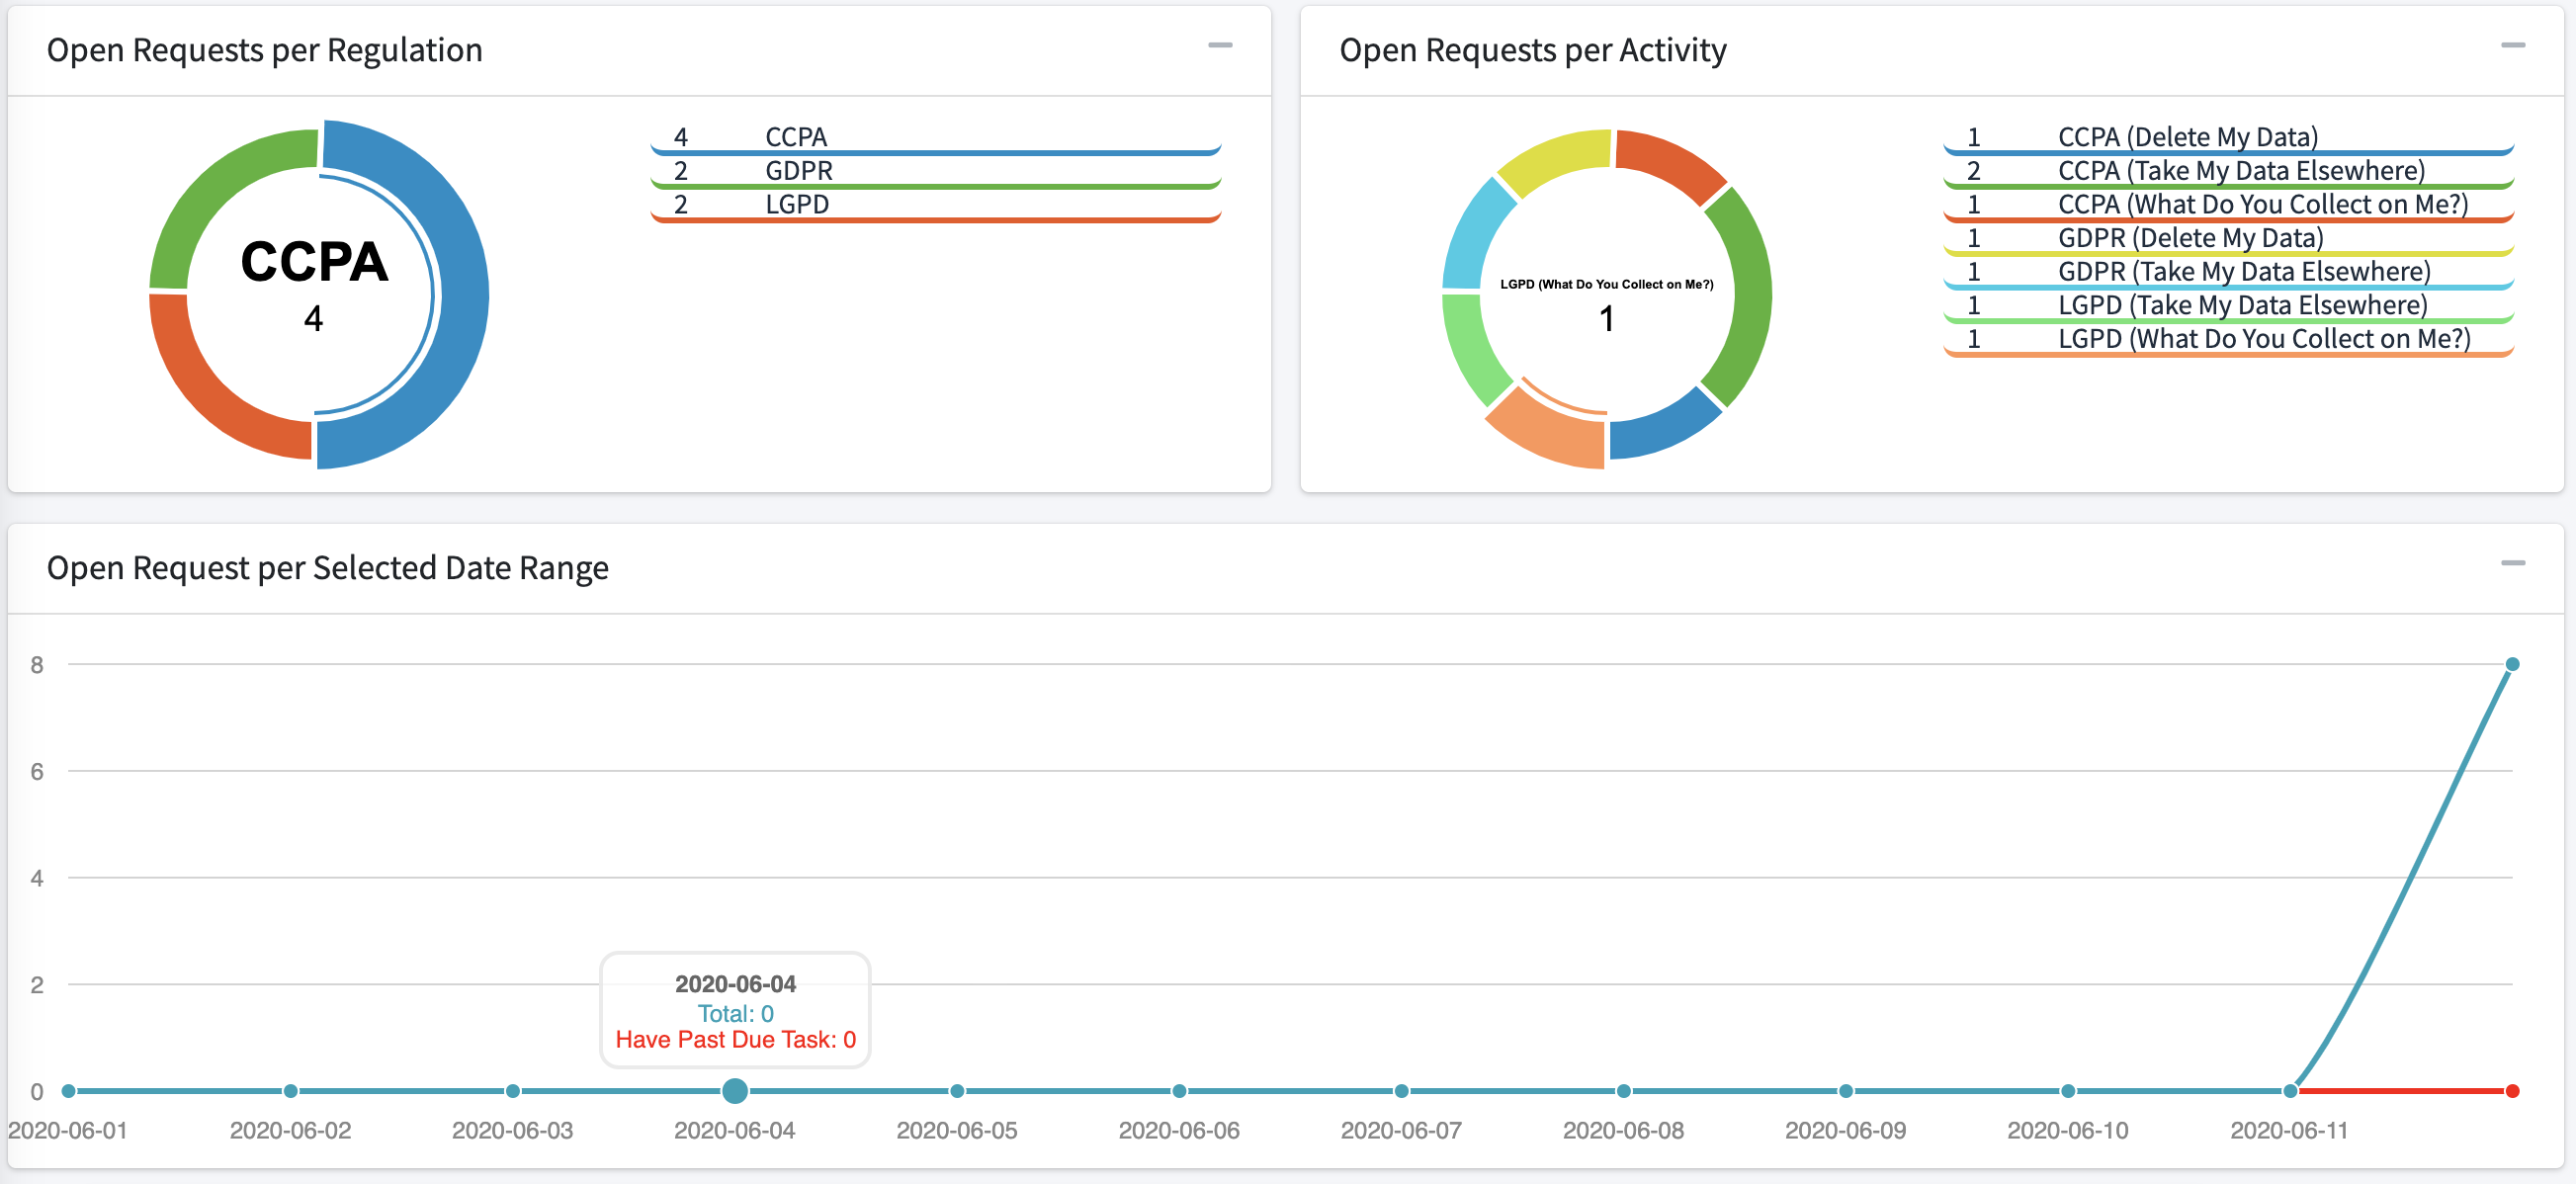 Open Requests per Regulation
CCPA
4
4 CCPA
2 GDPR
2 LGPD
Open Requests per Activity
LGPD (What Do You Collect on Me?)
1
1 CCPA (Delete My Data)
2 CCPA (Take My Data Elsewhere)
1 CCPA (What Do You Collect on Me?)
1 GDPR (Delete My Data)
1 GDPR (Take My Data Elsewhere)
1 LGPD (Take My Data Elsewhere)
1 LGPD (What Do You Collect on Me?)
Open Request per Selected Date Range
8
6
4
2
0
2020-06-04
Total: 0
Have Past Due Task: 0
2020-06-01 2020-06-02 2020-06-03 2020-06-04 2020-06-05 2020-06-06 2020-06-07 2020-06-08 2020-06-09 2020-06-10 2020-06-11